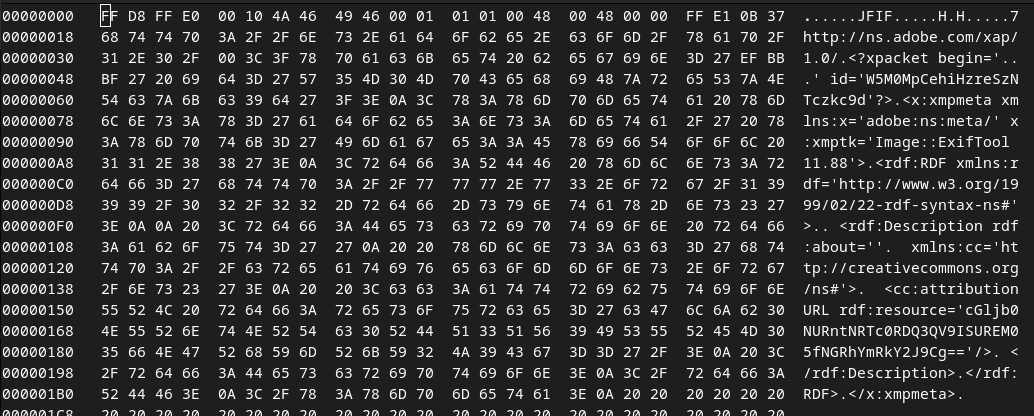 00000000 FF D8 FF E0 00 10 4A 46 49 46 00 01 01 01 00 48 00 48 00 00 FF E1 0B 37 ......JFIF.....H.H.....7
00000018 68 74 74 70 3A 2F 2F 6E 73 2E 61 64 6F 62 65 2E 63 6F 6D 2F 78 61 70 2F http://ns.adobe.com/xap/
00000030 31 2E 30 2F 00 3C 3F 78 70 61 63 6B 65 74 20 62 65 67 69 6E 3D 27 EF BB 1.0/.<?xpacket begin='..
00000048 BF 27 20 69 64 3D 27 57 35 4D 30 4D 70 43 65 68 69 48 7A 72 65 53 7A 4E .' id='W5M0MpCehiHzreSzN
00000060 54 63 7A 6B 63 39 64 27 3F 3E 0A 3C 78 3A 78 6D 70 6D 65 74 61 20 78 6D Tczkc9d'?>.<x:xmpmeta xm
00000078 6C 6E 73 3A 78 3D 27 61 64 6F 62 65 3A 6E 73 3A 6D 65 74 61 2F 27 20 78 lns:x='adobe:ns:meta/' x
00000090 3A 78 6D 70 74 6B 3D 27 49 6D 61 67 65 3A 3A 45 78 69 66 54 6F 6F 6C 20 :xmptk='Image::ExifTool 
000000A8 31 31 2E 38 38 27 3E 0A 3C 72 64 66 3A 52 44 46 20 78 6D 6C 6E 73 3A 72 11.88'>.<rdf:RDF xmlns:r
000000C0 64 66 3D 27 68 74 74 70 3A 2F 2F 77 77 77 2E 77 33 2E 6F 72 67 2F 31 39 df='http://www.w3.org/19
000000D8 39 39 2F 30 32 2F 32 32 2D 72 64 66 2D 73 79 6E 74 61 78 2D 6E 73 23 27 99/02/22-rdf-syntax-ns#'
000000F0 3E 0A 0A 20 3C 72 64 66 3A 44 65 73 63 72 69 70 74 69 6F 6E 20 72 64 66 >.. <rdf:Description rdf
00000108 3A 61 62 6F 75 74 3D 27 27 0A 20 20 78 6D 6C 6E 73 3A 63 63 3D 27 68 74 :about=''.  xmlns:cc='ht
00000120 74 70 3A 2F 2F 63 72 65 61 74 69 76 65 63 6F 6D 6D 6F 6E 73 2E 6F 72 67 tp://creativecommons.org
00000138 2F 6E 73 23 27 3E 0A 20 20 3C 63 63 3A 61 74 74 72 69 62 75 74 69 6F 6E /ns#'>.  <cc:attribution
00000150 55 52 4C 20 72 64 66 3A 72 65 73 6F 75 72 63 65 3D 27 63 47 6C 6A 62 30 URL rdf:resource='cGljb0
00000168 4E 55 52 6E 74 4E 52 54 63 30 52 44 51 33 51 56 39 49 53 55 52 45 4D 30 NURntNRTc0RDQ3QV9ISUREM0
00000180 35 66 4E 47 52 68 59 6D 52 6B 59 32 4A 39 43 67 3D 3D 27 2F 3E 0A 20 3C 5fNGRhYmRkY2J9Cg=='/>. <
00000198 2F 72 64 66 3A 44 65 73 63 72 69 70 74 69 6F 6E 3E 0A 3C 2F 72 64 66 3A /rdf:Description>.</rdf:
000001B0 52 44 46 3E 0A 3C 2F 78 3A 78 6D 70 6D 65 74 61 3E 0A 20 20 20 20 20 20 RDF>.</x:xmpmeta>.
000001C8 20 20 20 20 20 20 20 20 20 20 20 20 20 20 20 20 20 20 20 20 20 20 20 20